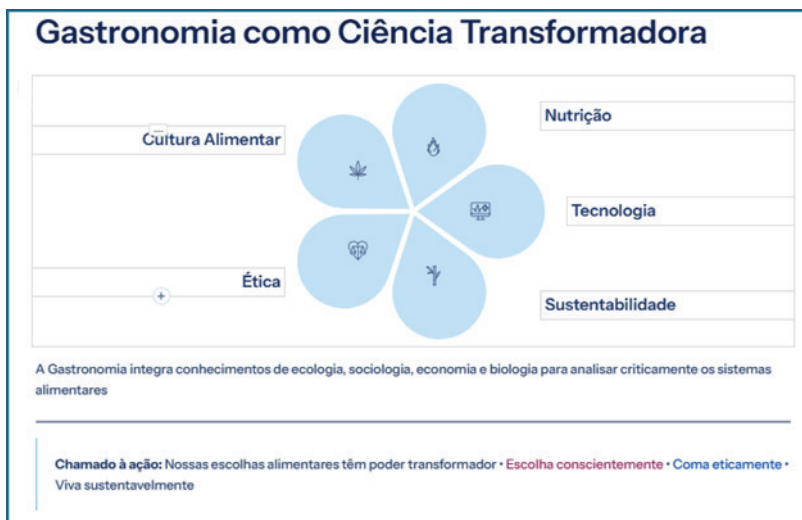 Gastronomia como Ciência Transformadora
Nutrição
Cultura Alimentar
Tecnologia
Ética
Sustentabilidade
A Gastronomia integra conhecimentos de ecologia, sociologia, economia e biologia para analisar criticamente os sistemas
alimentares
Chamado à ação: Nossas escolhas alimentares têm poder transformador • Escolha conscientemente • Coma eticamente •
Viva sustentavelmente